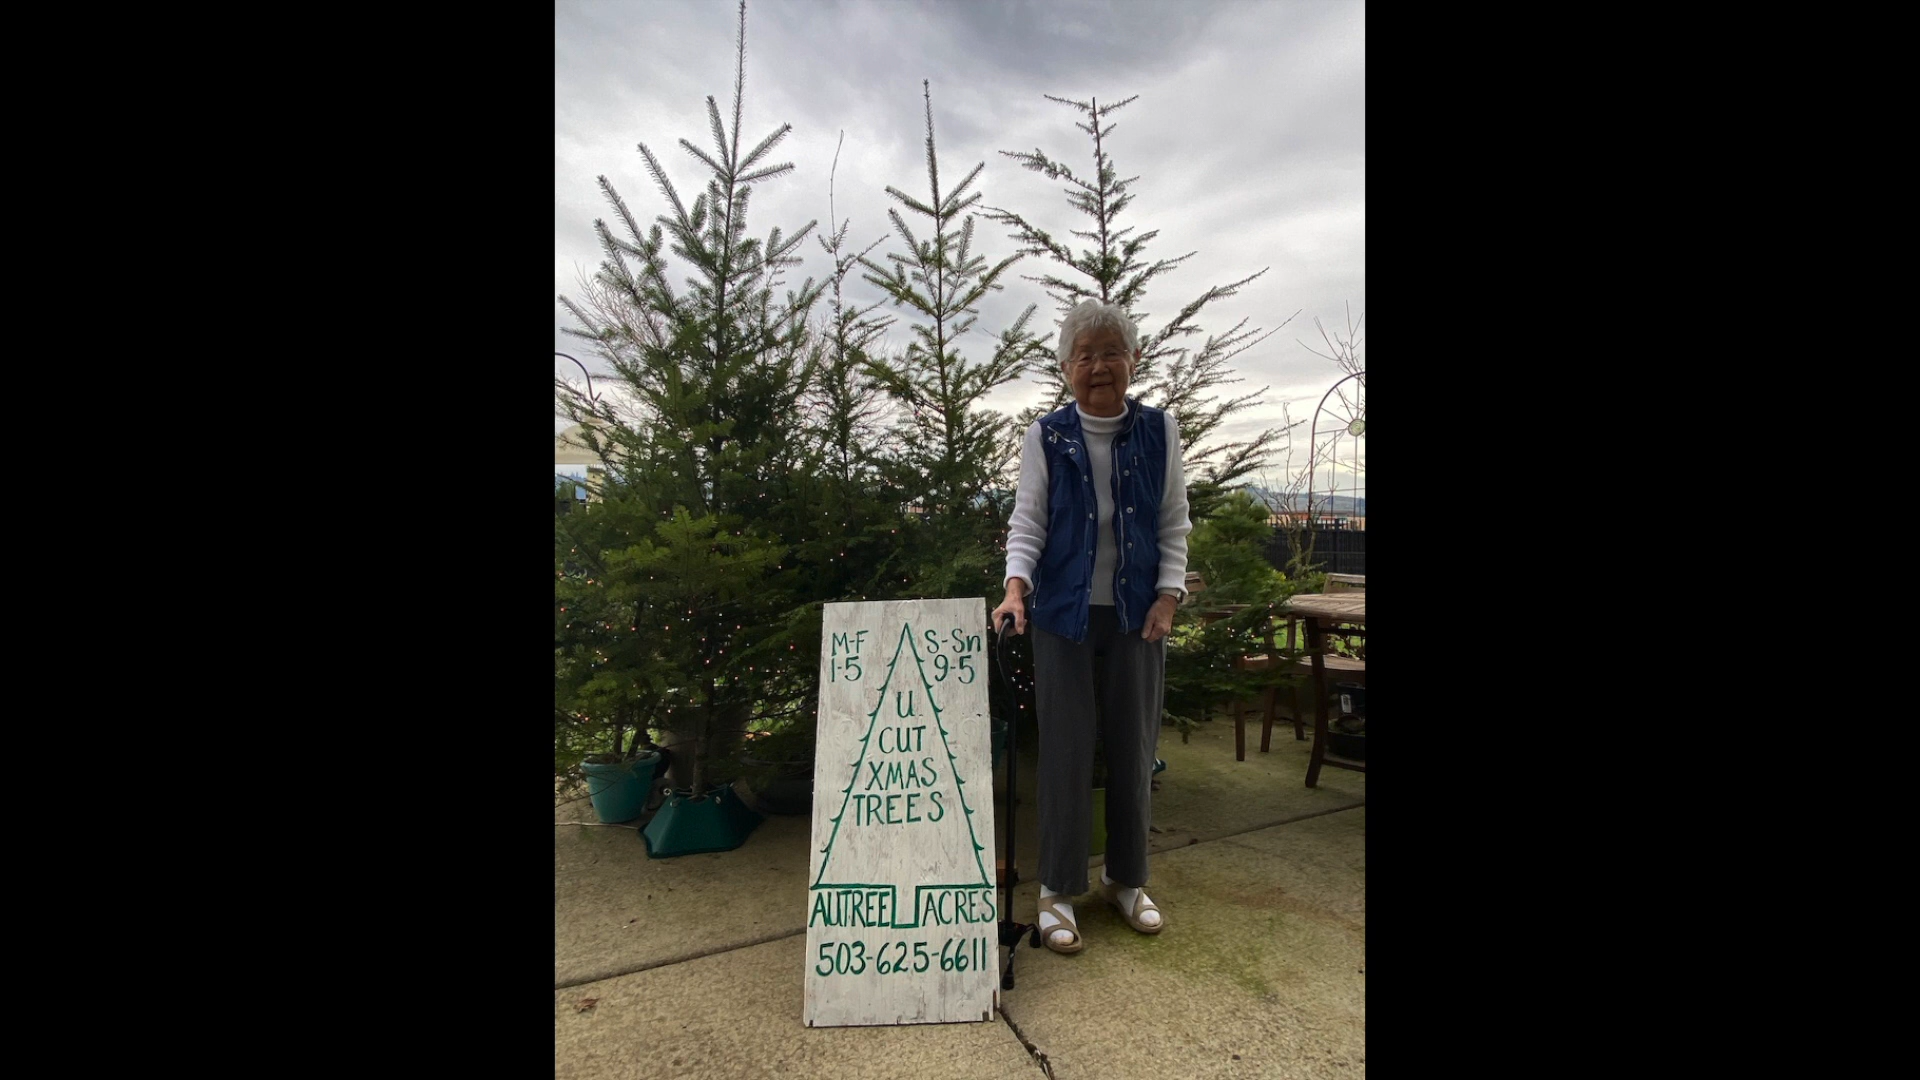 M-F S-Sn
1-5 9-5
U
CUT
XMAS
TREES
AUTREE ACRES
503-625-6611